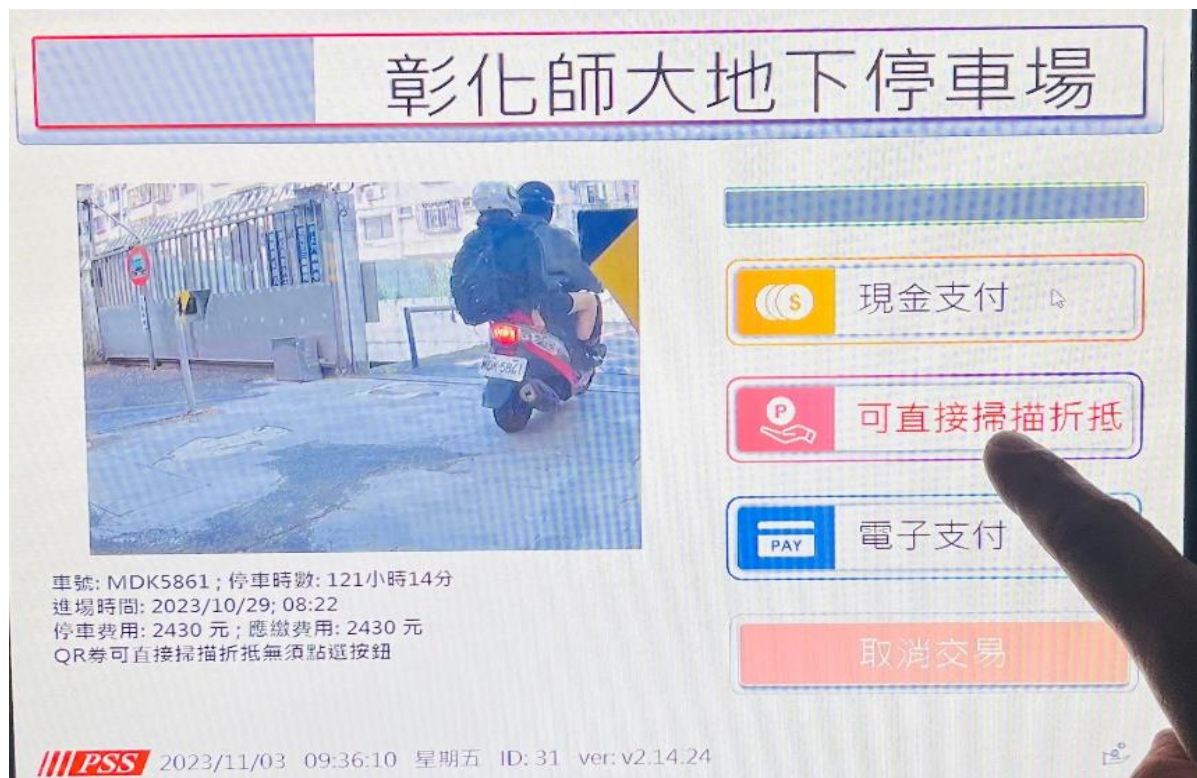 彰化師大地下停車場
現金支付
P
可直接掃描折抵
PAY
電子支付
取消交易
MDK-5861
車號: MDK5861 ; 停車時數: 121小時14分
進場時間: 2023/10/29; 08:22
停車費用: 2430 元 ; 應繳費用: 2430 元
QR券可直接掃描折抵無須點選按鈕
PSS 2023/11/03 09:36:10 星期五 ID: 31 ver: v2.14.24